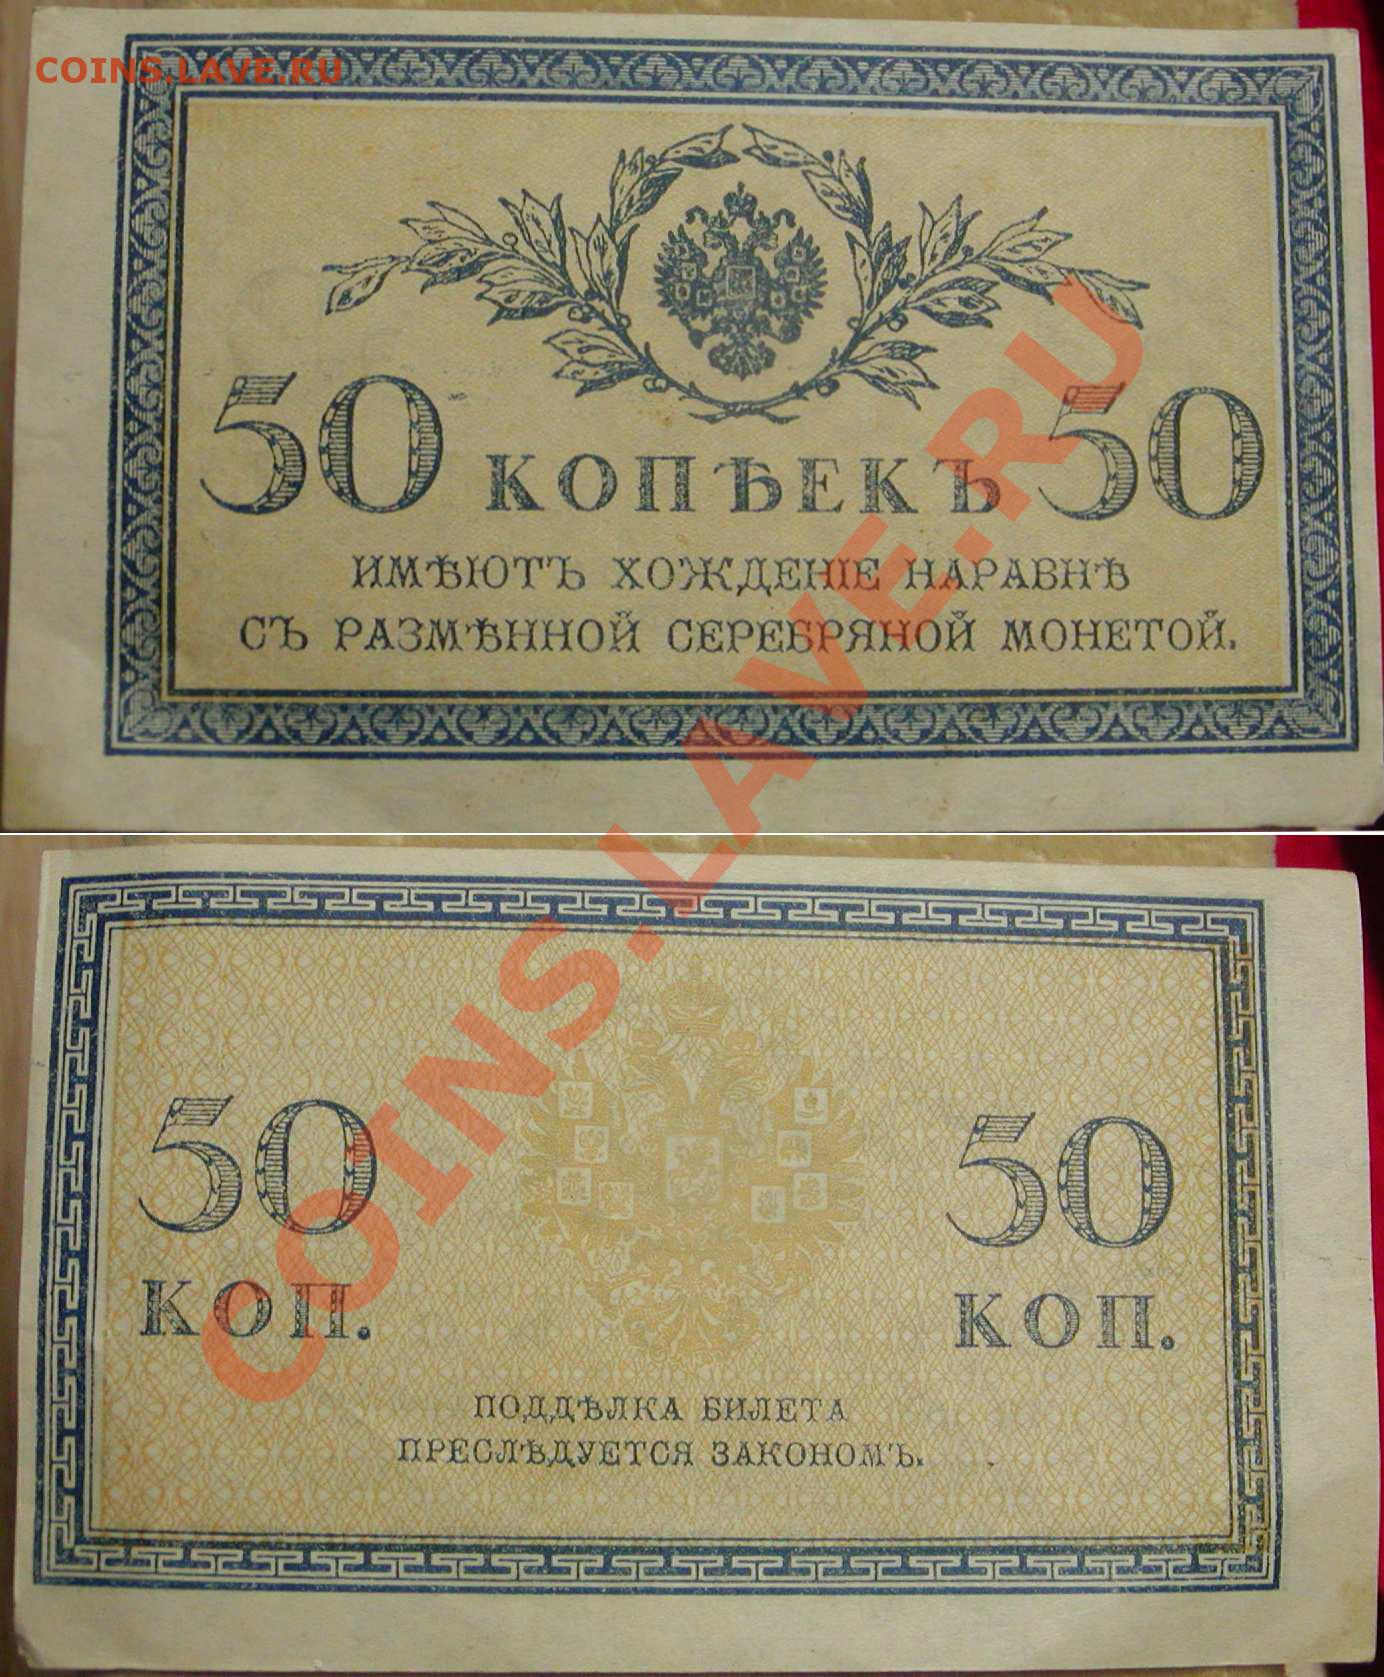 COINS.LAVE.RU
50 КОПѢЕКЪ 50
ИМѢЮТЪ ХОЖДЕНІЕ НАРАВНѢ
СЪ РАЗМѢННОЙ СЕРЕБРЯНОЙ МОНЕТОЙ.
COINS.LAVE.RU
50 50
КОП. КОП.
ПОДДѢЛКА БИЛЕТА
ПРЕСЛѢДУЕТСЯ ЗАКОНОМЪ.